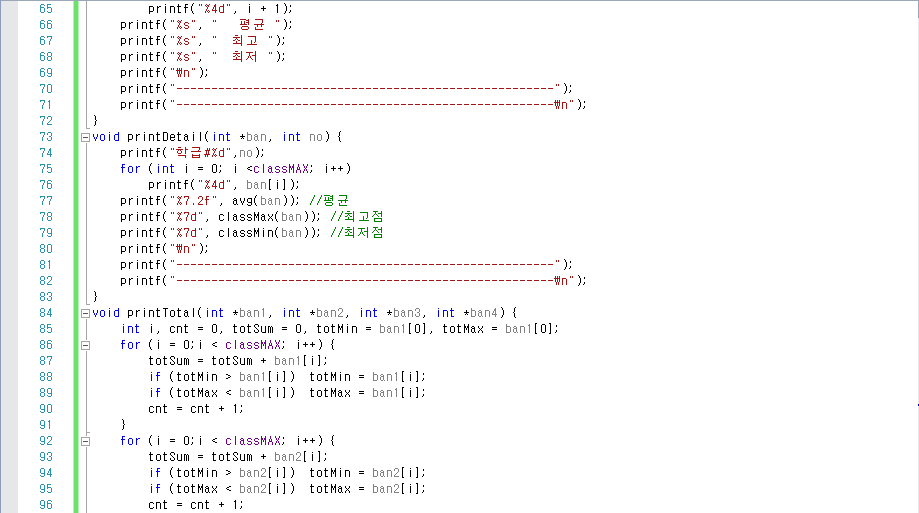 65 printf("%4d", i + 1);
66 printf("%s", "   평균 ");
67 printf("%s", "  최고 ");
68 printf("%s", "  최저 ");
69 printf("₩n");
70 printf("------------------------------------------------------");
71 printf("------------------------------------------------------₩n");
72 }
73 void printDetail(int *ban, int no) {
74 printf("학급#%d",no);
75 for (int i = 0; i <classMAX; i++)
76 printf("%4d", ban[i]);
77 printf("%7.2f", avg(ban)); //평균
78 printf("%7d", classMax(ban)); //최고점
79 printf("%7d", classMin(ban)); //최저점
80 printf("₩n");
81 printf("------------------------------------------------------");
82 printf("------------------------------------------------------₩n");
83 }
84 void printTotal(int *ban1, int *ban2, int *ban3, int *ban4) {
85 int i, cnt = 0, totSum = 0, totMin = ban1[0], totMax = ban1[0];
86 for (i = 0;i < classMAX; i++) {
87 totSum = totSum + ban1[i];
88 if (totMin > ban1[i])  totMin = ban1[i];
89 if (totMax < ban1[i])  totMax = ban1[i];
90 cnt = cnt + 1;
91 }
92 for (i = 0;i < classMAX; i++) {
93 totSum = totSum + ban2[i];
94 if (totMin > ban2[i])  totMin = ban2[i];
95 if (totMax < ban2[i])  totMax = ban2[i];
96 cnt = cnt + 1;